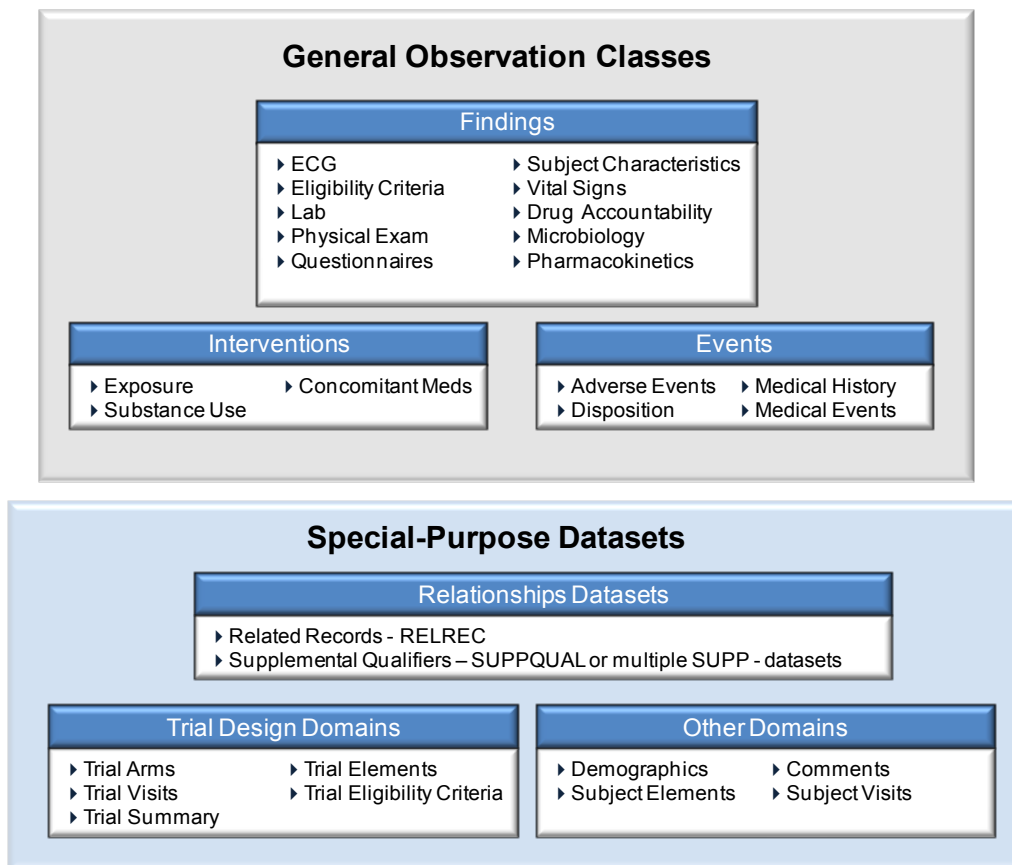 General Observation Classes
Findings
ECG
Eligibility Criteria
Lab
Physical Exam
Questionnaires
Subject Characteristics
Vital Signs
Drug Accountability
Microbiology
Pharmacokinetics
Interventions
Exposure
Substance Use
Concomitant Meds
Events
Adverse Events
Disposition
Medical History
Medical Events
Special-Purpose Datasets
Relationships Datasets
Related Records - RELREC
Supplemental Qualifiers – SUPPQUAL or multiple SUPP - datasets
Trial Design Domains
Trial Arms
Trial Visits
Trial Summary
Trial Elements
Trial Eligibility Criteria
Other Domains
Demographics
Subject Elements
Comments
Subject Visits